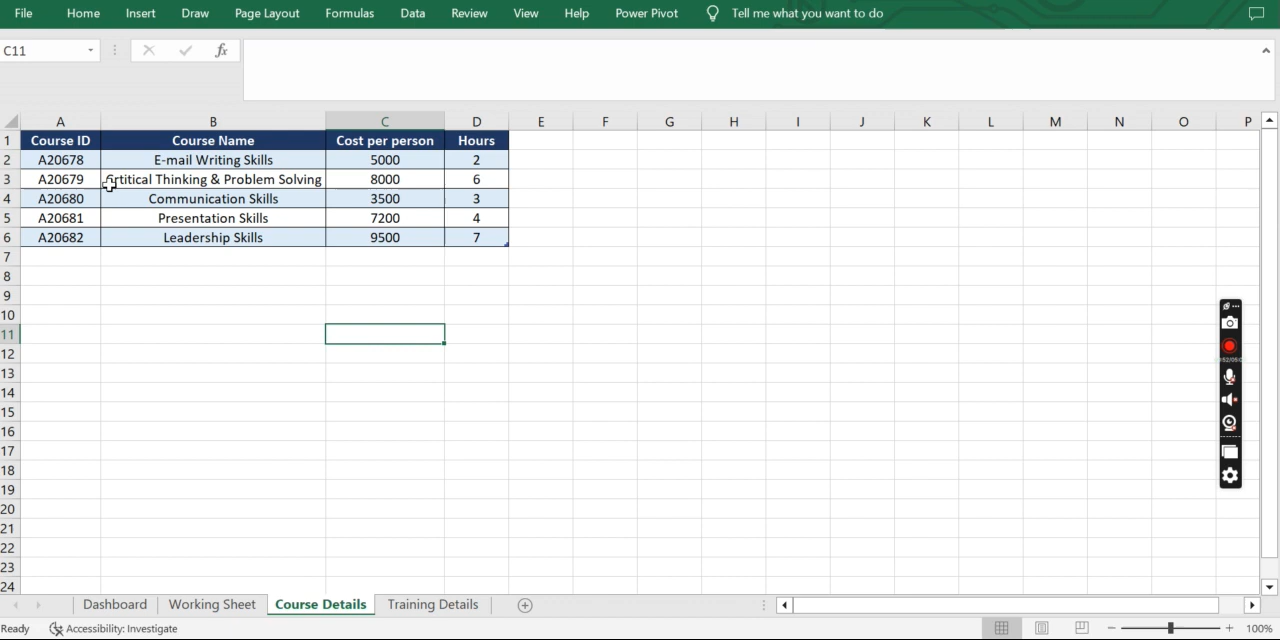 File Home Insert Draw Page Layout Formulas Data Review View Help Power Pivot Tell me what you want to do
C11 fx
A B C D E F G H I J K L M N O P
1 Course ID Course Name Cost per person Hours
2 A20678 E-mail Writing Skills 5000 2
3 A20679 Thinking & Problem Solving 8000 6
4 A20680 Communication Skills 3500 3
5 A20681 Presentation Skills 7200 4
6 A20682 Leadership Skills 9500 7
7
8
9
10
11
12
13
14
15
16
17
18
19
20
21
22
23
24
Dashboard Working Sheet Course Details Training Details
Ready Accessibility: Investigate 100%